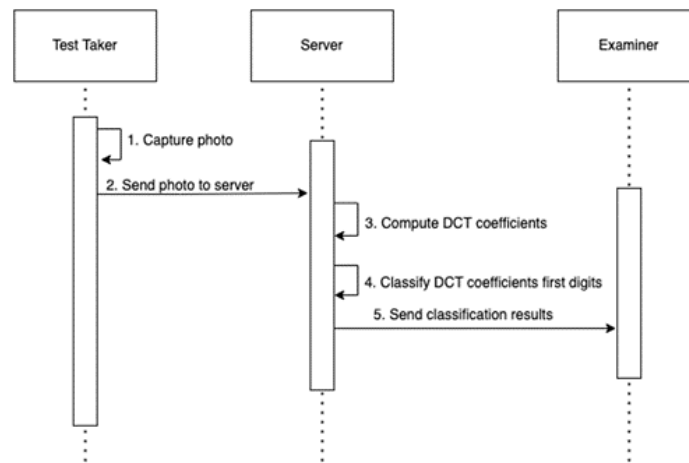 Test Taker
Server
Examiner
1. Capture photo
2. Send photo to server
3. Compute DCT coefficients
4. Classify DCT coefficients first digits
5. Send classification results